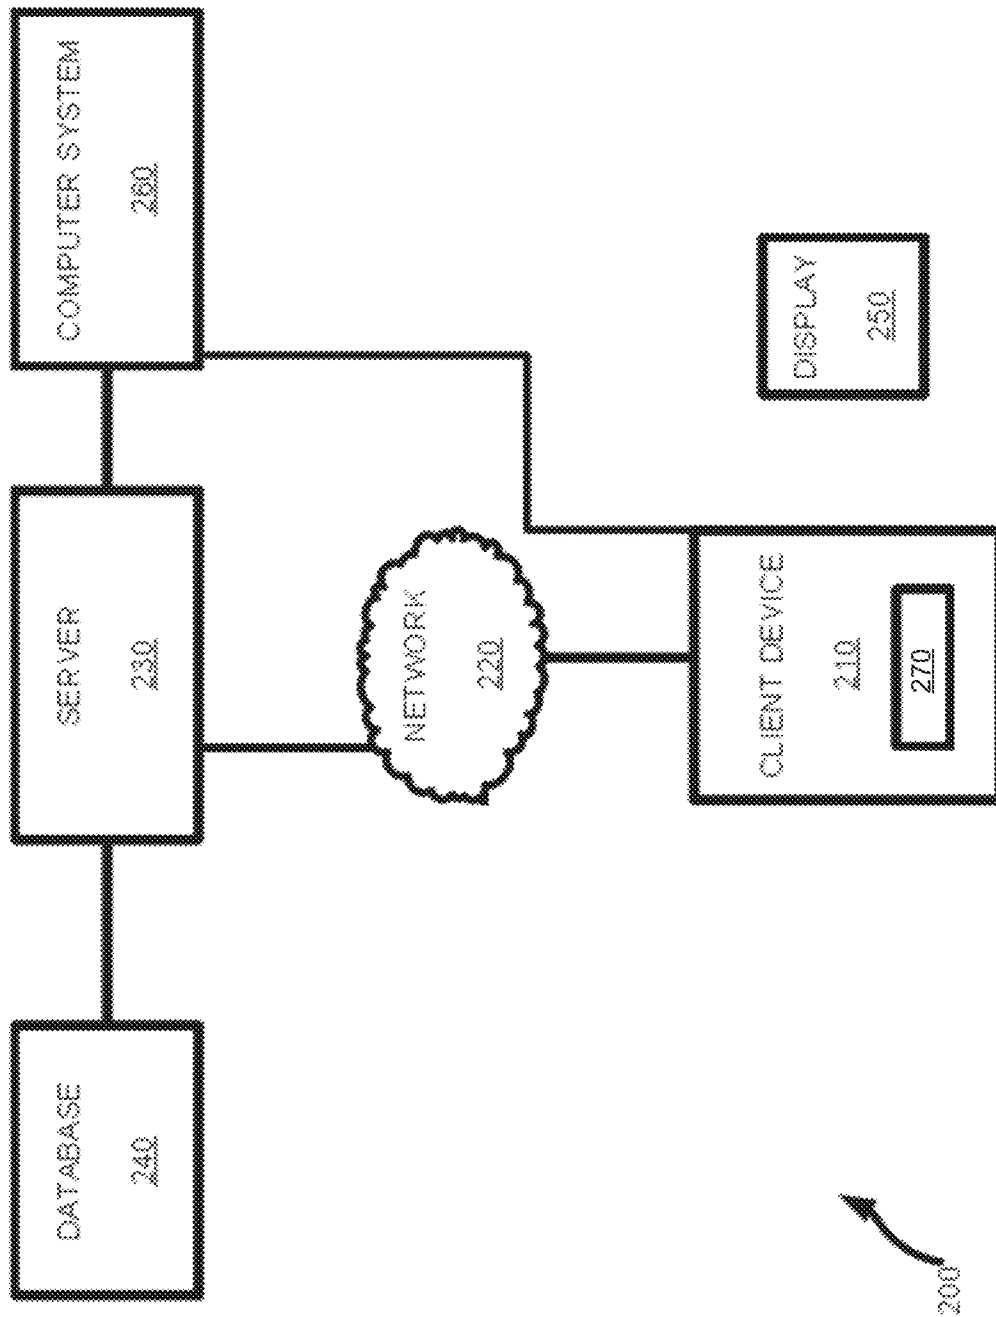 DATABASE
240
SERVER
230
COMPUTER SYSTEM
260
NETWORK
220
CLIENT DEVICE
210
270
DISPLAY
250
200